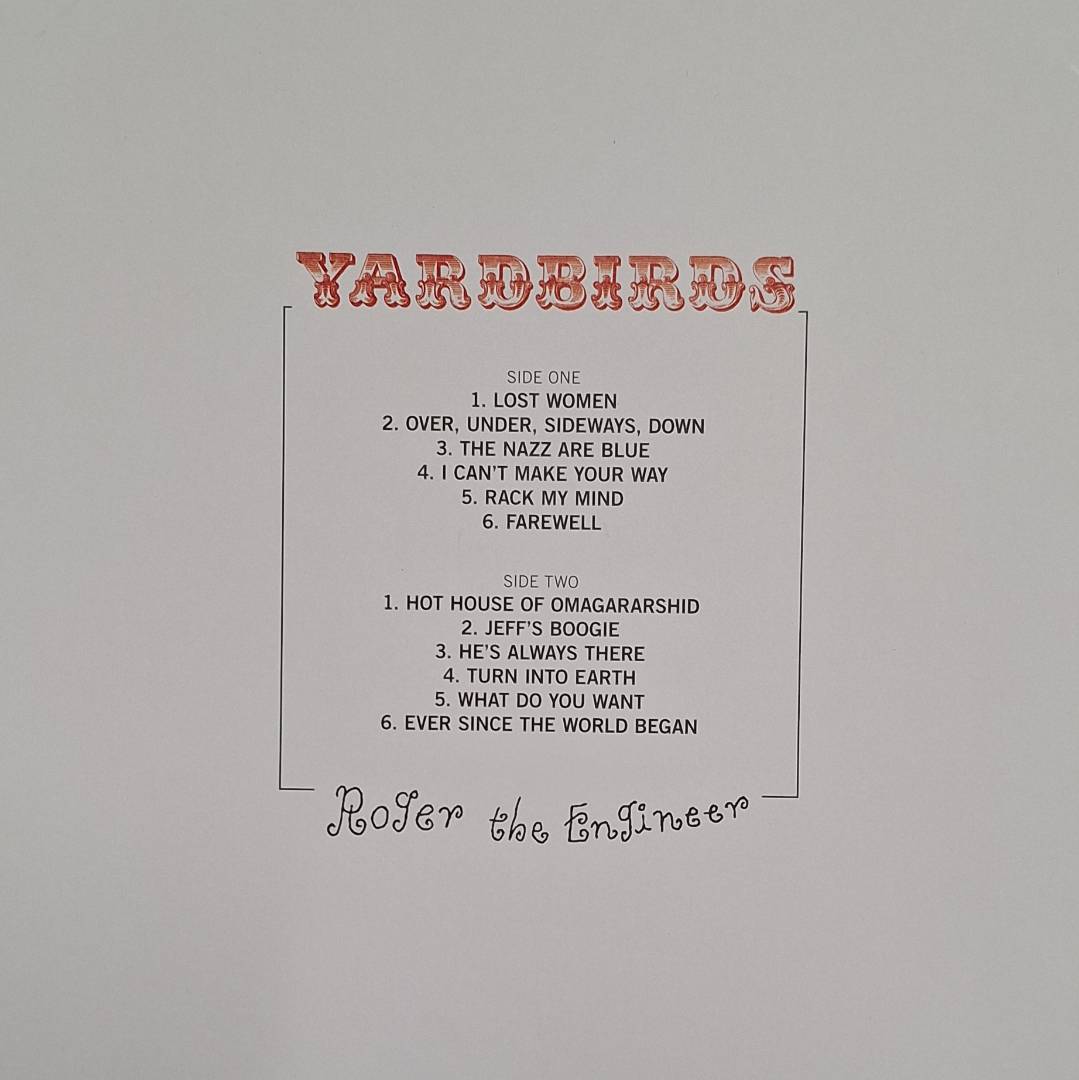 YARDBIRDS
SIDE ONE
1. LOST WOMEN
2. OVER, UNDER, SIDEWAYS, DOWN
3. THE NAZZ ARE BLUE
4. I CAN'T MAKE YOUR WAY
5. RACK MY MIND
6. FAREWELL
SIDE TWO
1. HOT HOUSE OF OMAGARARSHID
2. JEFF'S BOOGIE
3. HE'S ALWAYS THERE
4. TURN INTO EARTH
5. WHAT DO YOU WANT
6. EVER SINCE THE WORLD BEGAN
Roger the Engineer